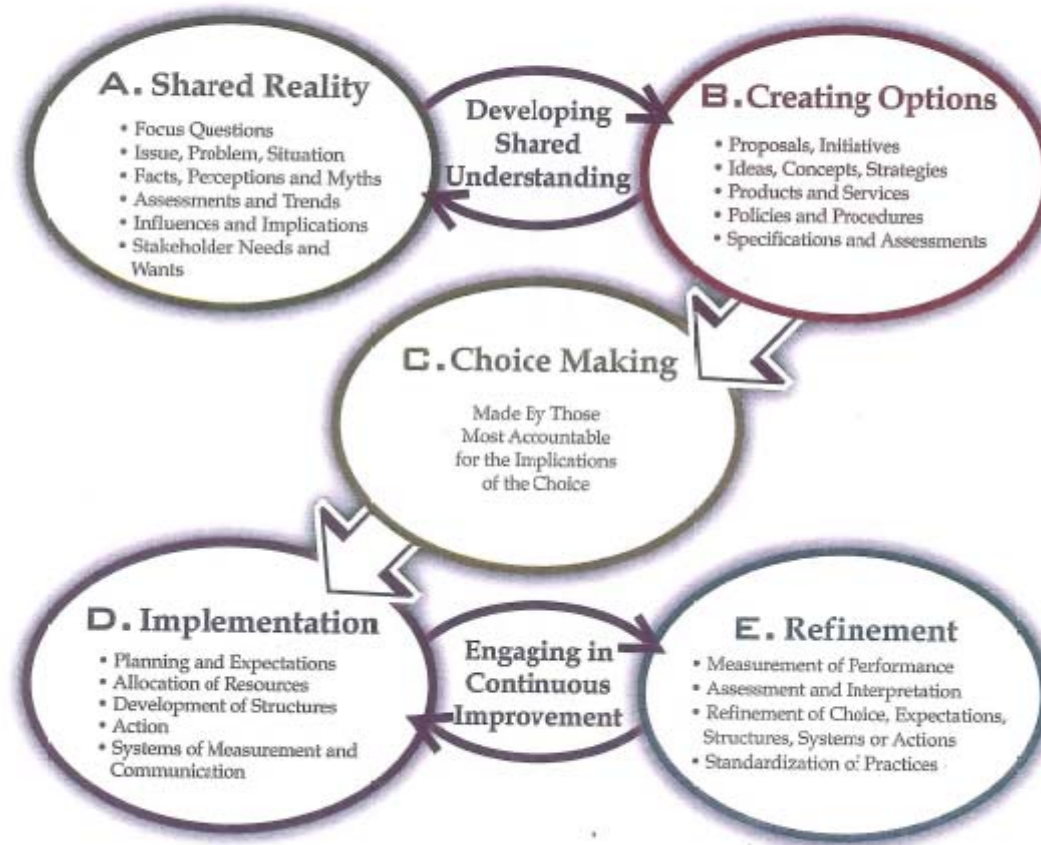 A. Shared Reality
• Focus Questions
• Issue, Problem, Situation
• Facts, Perceptions and Myths
• Assessments and Trends
• Influences and Implications
• Stakeholder Needs and
Wants
Developing
Shared
Understanding
B. Creating Options
• Proposals, Initiatives
• Ideas, Concepts, Strategies
• Products and Services
• Policies and Procedures
• Specifications and Assessments
C. Choice Making
Made By Those
Most Accountable
for the Implications
of the Choice
D. Implementation
• Planning and Expectations
• Allocation of Resources
• Development of Structures
• Action
• Systems of Measurement and
Communication
Engaging in
Continuous
Improvement
E. Refinement
• Measurement of Performance
• Assessment and Interpretation
• Refinement of Choice, Expectations,
Structures, Systems or Actions
• Standardization of Practices